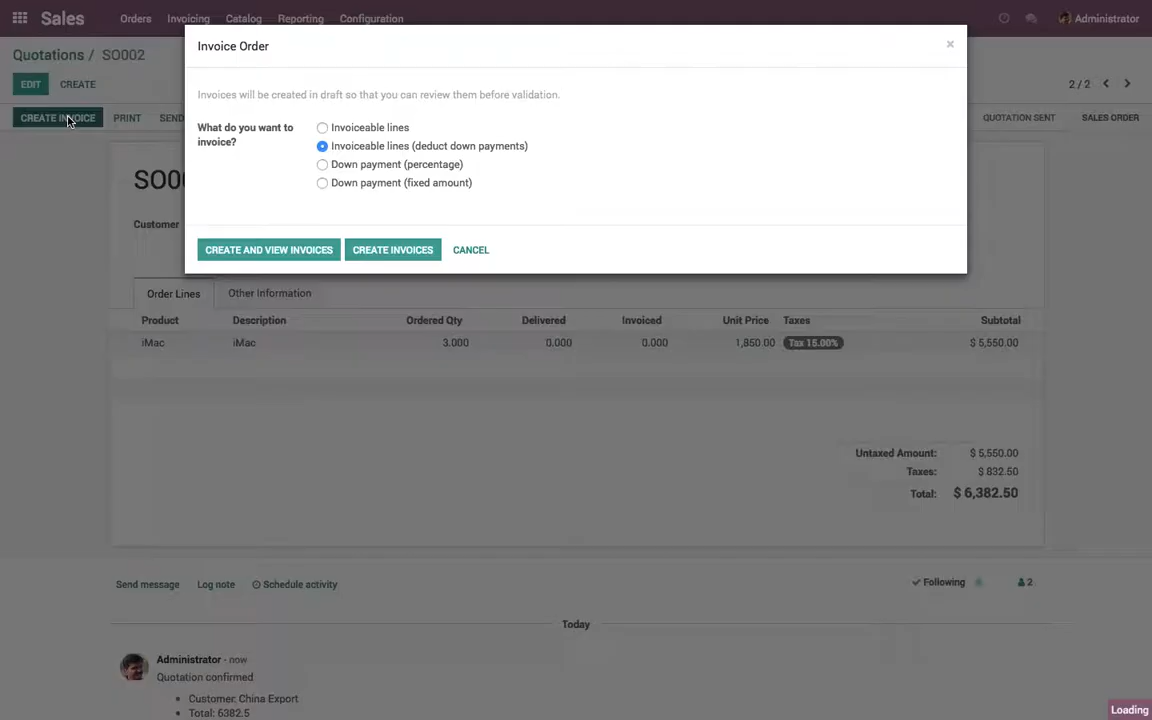 Sales Orders Invoicing Catalog Reporting Configuration Administrator
Quotations / SO002
Invoice Order ×
EDIT CREATE 2 / 2
Invoices will be created in draft so that you can review them before validation.
CREATE INVOICE PRINT SEND QUOTATION SENT SALES ORDER
What do you want to invoice?
Invoiceable lines
Invoiceable lines (deduct down payments)
Down payment (percentage)
Down payment (fixed amount)
SO00
Customer
CREATE AND VIEW INVOICES CREATE INVOICES CANCEL
Order Lines Other Information
Product Description Ordered Qty Delivered Invoiced Unit Price Taxes Subtotal
iMac iMac 3.000 0.000 0.000 1,850.00 Tax 15.00% $ 5,550.00
Untaxed Amount: $ 5,550.00
Taxes: $ 832.50
Total: $ 6,382.50
Send message Log note Schedule activity Following 2
Today
Administrator - now
Quotation confirmed
• Customer: China Export
• Total: 6382.5
Loading